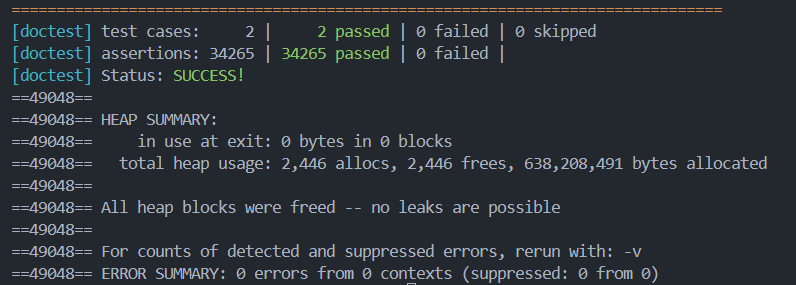 ===============================================================================
[doctest] test cases:     2 |     2 passed | 0 failed | 0 skipped
[doctest] assertions: 34265 | 34265 passed | 0 failed |
[doctest] Status: SUCCESS!
==49048==
==49048== HEAP SUMMARY:
==49048==     in use at exit: 0 bytes in 0 blocks
==49048==   total heap usage: 2,446 allocs, 2,446 frees, 638,208,491 bytes allocated
==49048==
==49048== All heap blocks were freed -- no leaks are possible
==49048==
==49048== For counts of detected and suppressed errors, rerun with: -v
==49048== ERROR SUMMARY: 0 errors from 0 contexts (suppressed: 0 from 0)